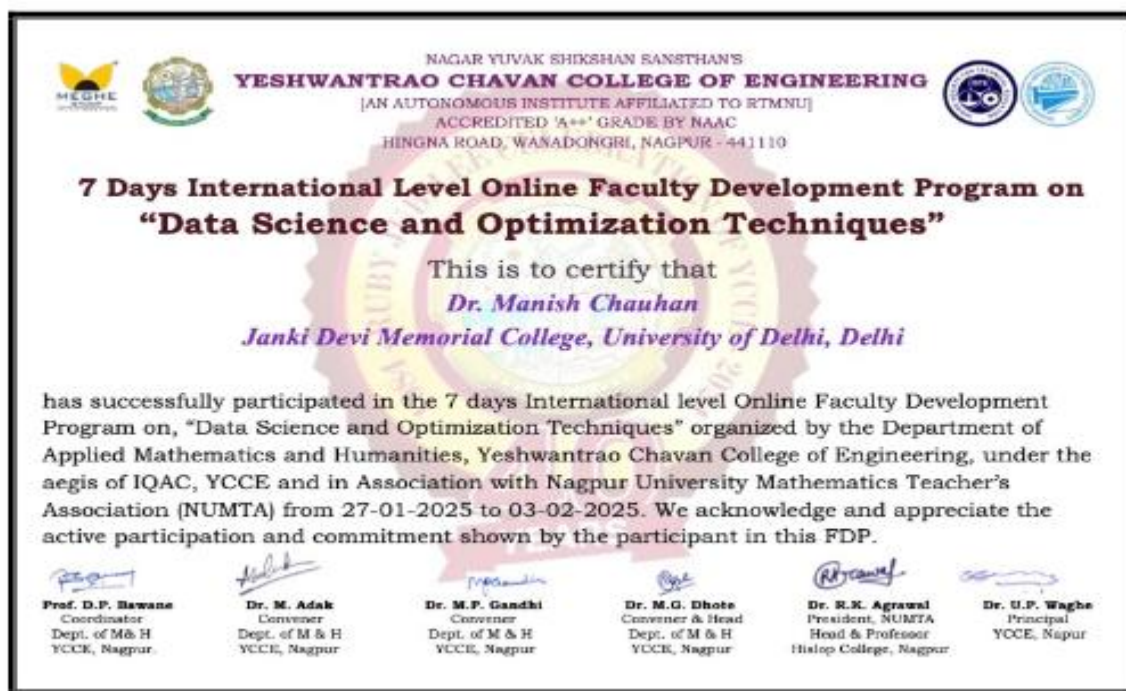 MEGHE
NAGAR YUVAK SHIKSHAN SANSTHAN'S
YESHWANTRAO CHAVAN COLLEGE OF ENGINEERING
[AN AUTONOMOUS INSTITUTE AFFILIATED TO RTMNU]
ACCREDITED 'A++' GRADE BY NAAC
HINGNA ROAD, WANADONGRI, NAGPUR - 441110
7 Days International Level Online Faculty Development Program on
“Data Science and Optimization Techniques”
This is to certify that
Dr. Manish Chauhan
Janki Devi Memorial College, University of Delhi, Delhi
has successfully participated in the 7 days International level Online Faculty Development
Program on, “Data Science and Optimization Techniques” organized by the Department of
Applied Mathematics and Humanities, Yeshwantrao Chavan College of Engineering, under the
aegis of IQAC, YCCE and in Association with Nagpur University Mathematics Teacher's
Association (NUMTA) from 27-01-2025 to 03-02-2025. We acknowledge and appreciate the
active participation and commitment shown by the participant in this FDP.
40
YEARS
Prof. D.P. Bawane
Coordinator
Dept. of M& H
YCCE, Nagpur.
Dr. M. Adak
Convener
Dept. of M & H
YCCE, Nagpur
Dr. M.P. Gandhi
Convener
Dept. of M & H
YCCE, Nagpur
Dr. M.G. Dhote
Convener & Head
Dept. of M & H
YCCE, Nagpur
Dr. R.K. Agrawal
President, NUMTA
Head & Professor
Hislop College, Nagpur
Dr. U.P. Waghe
Principal
YCCE, Napur